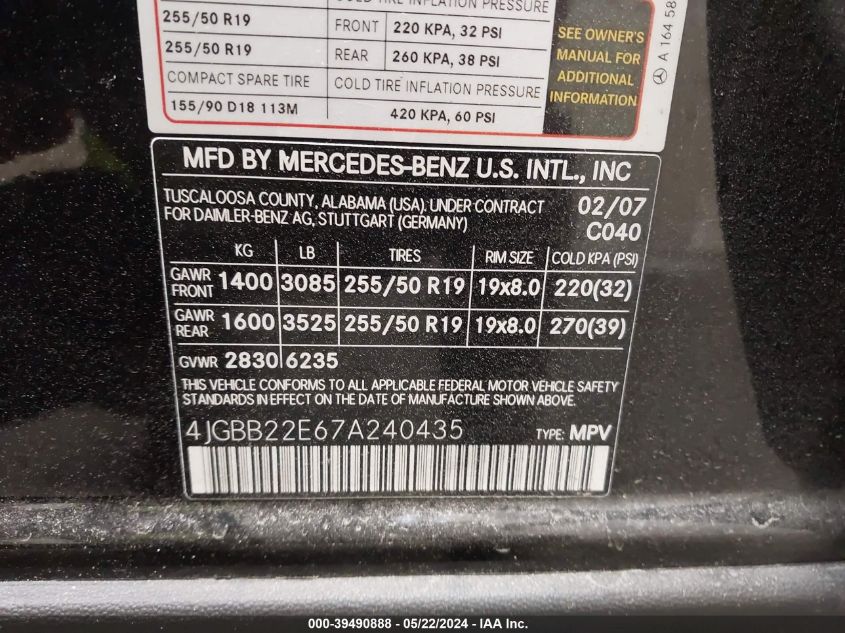 COLD TIRE INFLATION PRESSURE
255/50 R19 FRONT 220 KPA, 32 PSI
255/50 R19 REAR 260 KPA, 38 PSI
COMPACT SPARE TIRE COLD TIRE INFLATION PRESSURE
155/90 D18 113M 420 KPA, 60 PSI
SEE OWNER'S
MANUAL FOR
ADDITIONAL
INFORMATION
A 164 58
MFD BY MERCEDES-BENZ U.S. INTL., INC
TUSCALOOSA COUNTY, ALABAMA (USA), UNDER CONTRACT 02/07
FOR DAIMLER-BENZ AG, STUTTGART (GERMANY) C040
KG LB TIRES RIM SIZE COLD KPA (PSI)
GAWR FRONT 1400 3085 255/50 R19 19x8.0 220(32)
GAWR REAR 1600 3525 255/50 R19 19x8.0 270(39)
GVWR 2830 6235
THIS VEHICLE CONFORMS TO ALL APPLICABLE FEDERAL MOTOR VEHICLE SAFETY
STANDARDS IN EFFECT ON THE DATE OF MANUFACTURE SHOWN ABOVE.
4JGBB22E67A240435 TYPE: MPV
000-39490888 - 05/22/2024 - IAA Inc.